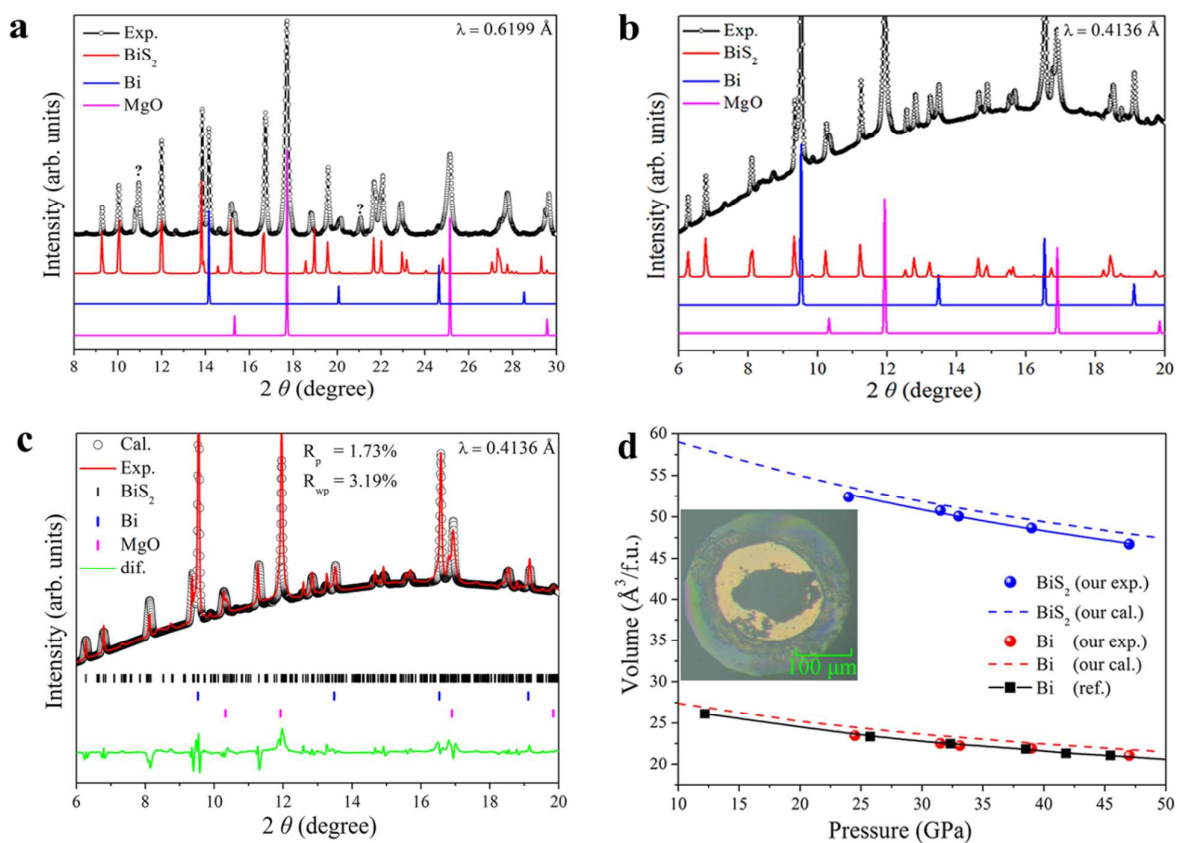 a
Exp.
BiS2
Bi
MgO
λ = 0.6199 Å
?
?
Intensity (arb. units)
8 10 12 14 16 18 20 22 24 26 28 30
2 θ (degree)
b
Exp.
BiS2
Bi
MgO
λ = 0.4136 Å
Intensity (arb. units)
6 8 10 12 14 16 18 20
2 θ (degree)
c
Cal.
Exp.
BiS2
Bi
MgO
dif.
Rp = 1.73%
Rwp = 3.19%
λ = 0.4136 Å
Intensity (arb. units)
6 8 10 12 14 16 18 20
2 θ (degree)
d
60
55
50
45
40
35
30
25
20
Volume (Å3/f.u.)
100 μm
BiS2 (our exp.)
BiS2 (our cal.)
Bi (our exp.)
Bi (our cal.)
Bi (ref.)
10 15 20 25 30 35 40 45 50
Pressure (GPa)